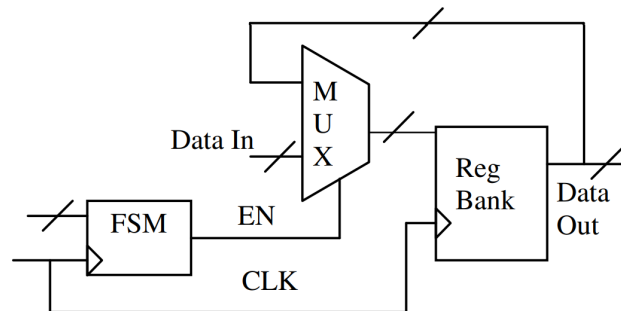 M
U
X
Data In
Reg
Bank
Data
Out
FSM
EN
CLK